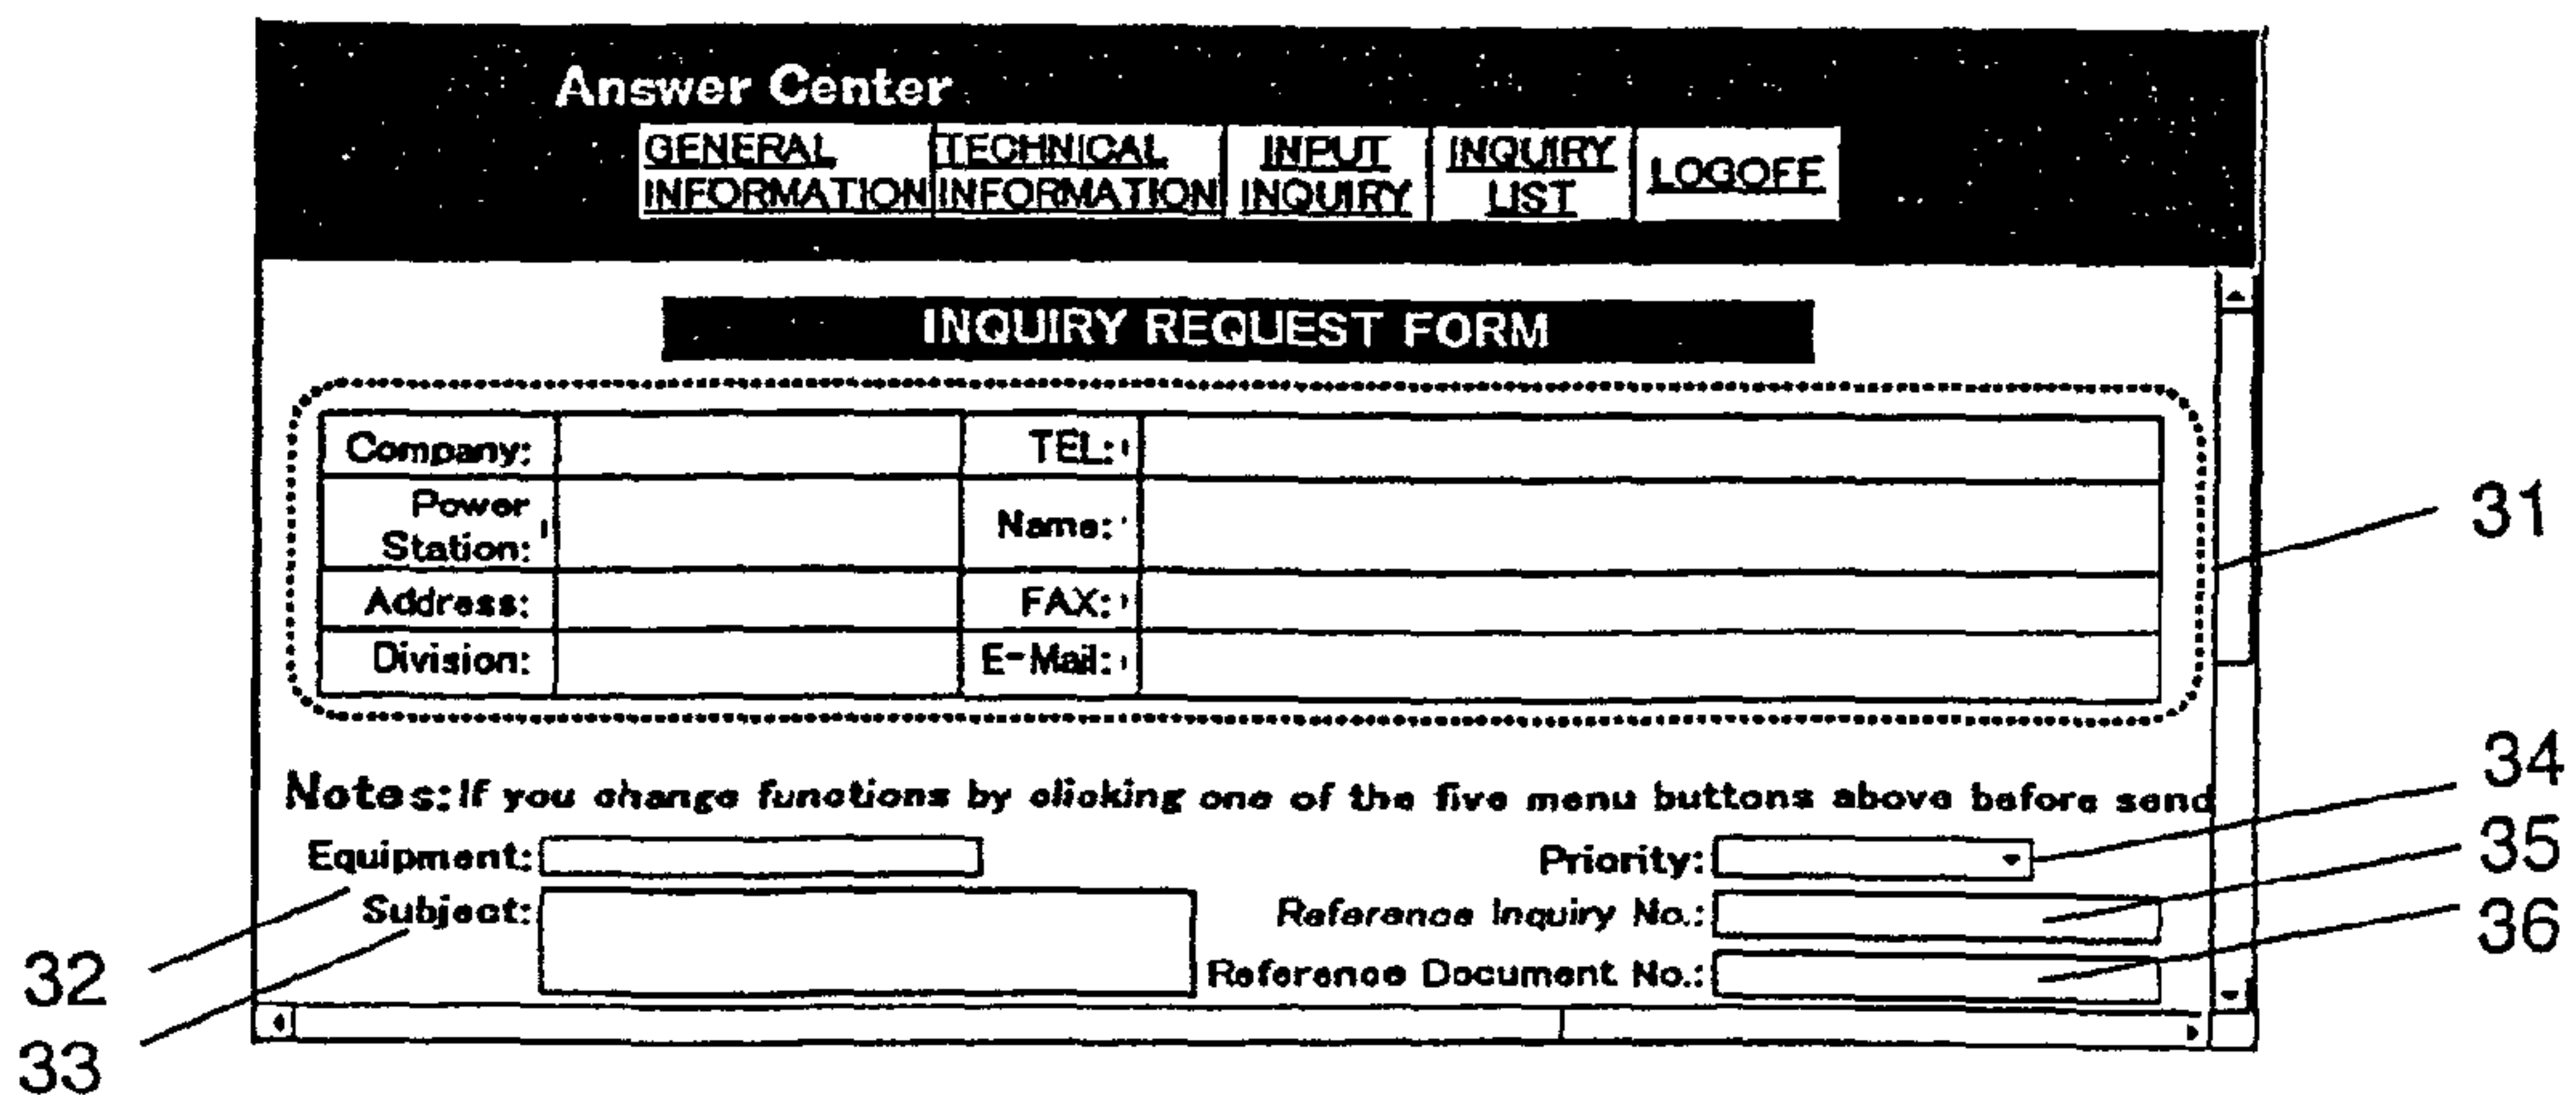 Answer Center
GENERAL INFORMATION TECHNICAL INFORMATION INPUT INQUIRY INQUIRY LIST LOGOFF
INQUIRY REQUEST FORM
Company: TEL:
Power Station: Name:
Address: FAX:
Division: E-Mail:
31
Notes: If you change functions by clicking one of the five menu buttons above before send
34
Equipment: Priority:
35
Subject: Reference Inquiry No.:
36
Reference Document No.:
32
33